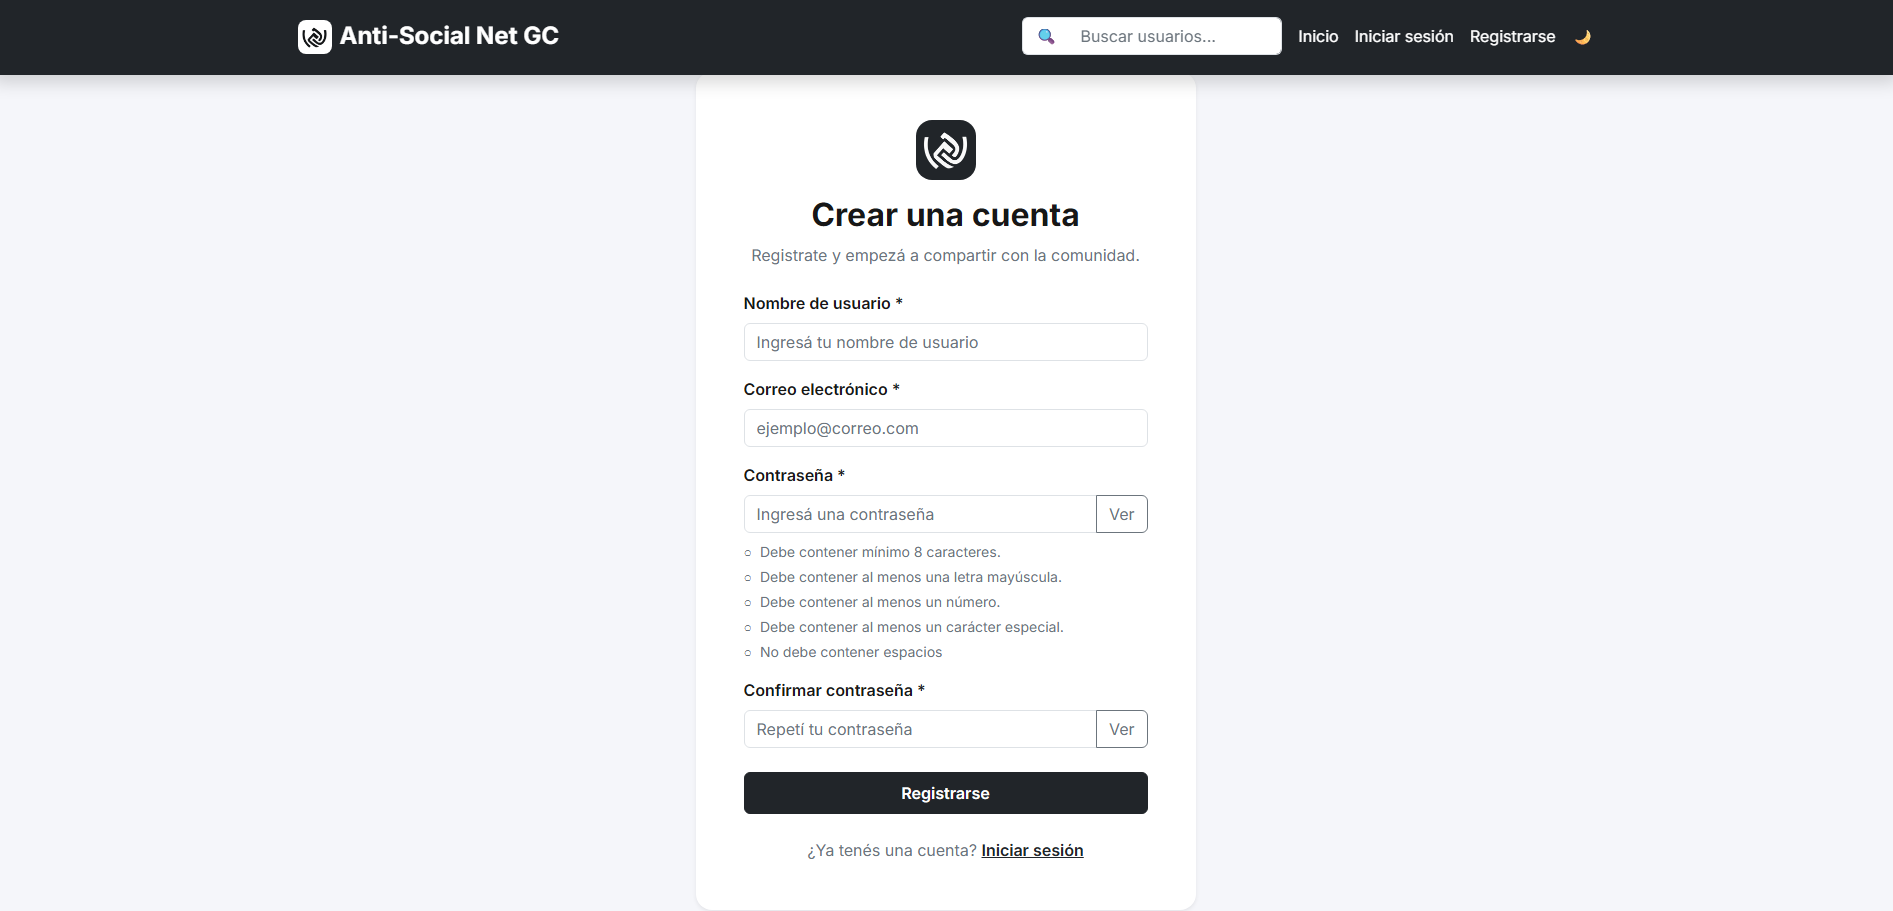 Anti-Social Net GC
Buscar usuarios...
Inicio
Iniciar sesión
Registrarse
Crear una cuenta
Registrate y empezá a compartir con la comunidad.
Nombre de usuario *
Ingresá tu nombre de usuario
Correo electrónico *
ejemplo@correo.com
Contraseña *
Ingresá una contraseña
Ver
Debe contener mínimo 8 caracteres.
Debe contener al menos una letra mayúscula.
Debe contener al menos un número.
Debe contener al menos un carácter especial.
No debe contener espacios
Confirmar contraseña *
Repetí tu contraseña
Ver
Registrarse
¿Ya tenés una cuenta? Iniciar sesión